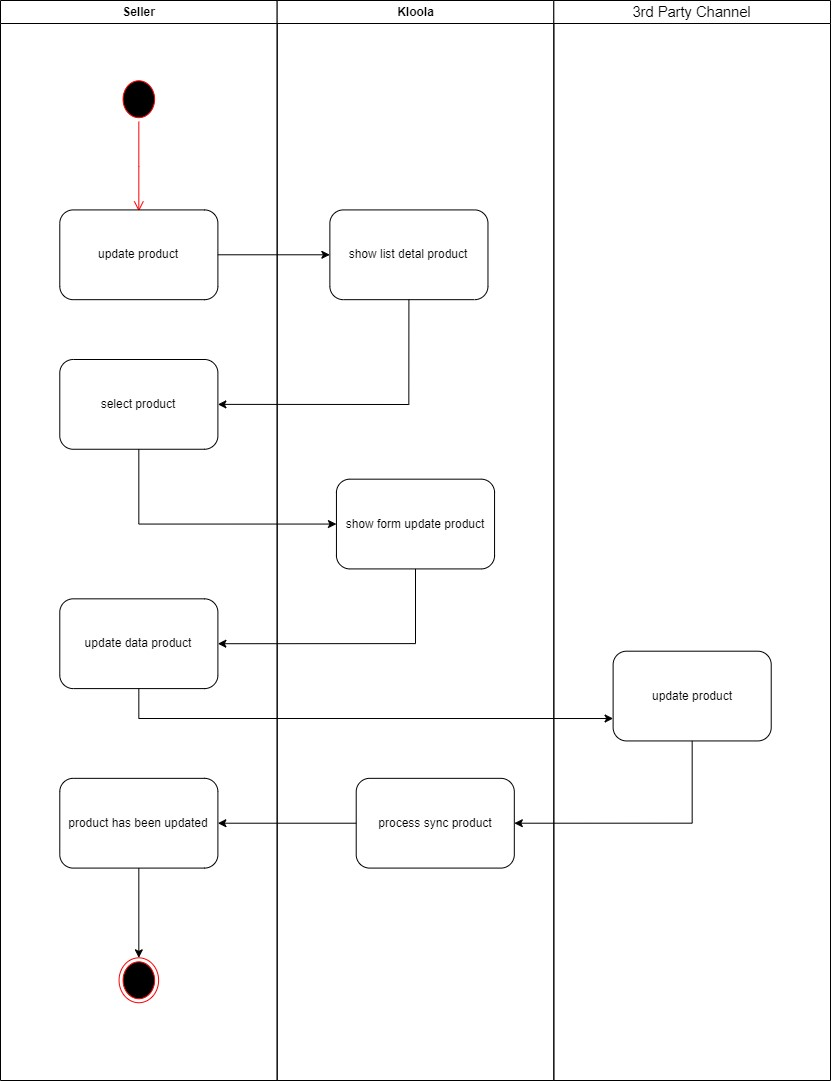 Seller
Kloola
3rd Party Channel
update product
show list detal product
select product
show form update product
update data product
update product
product has been updated
process sync product